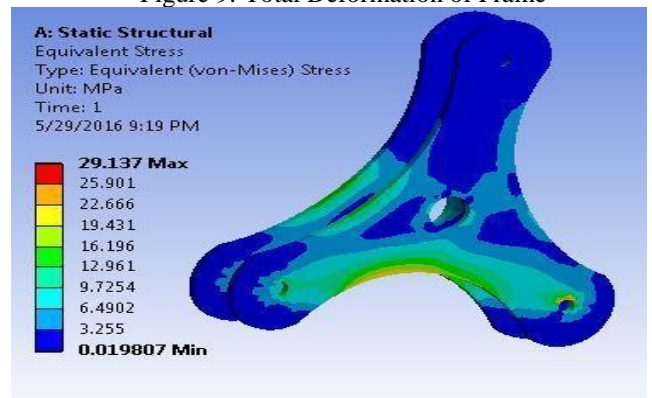 Figure 9: Total Deformation of Frame
A: Static Structural
Equivalent Stress
Type: Equivalent (von-Mises) Stress
Unit: MPa
Time: 1
5/29/2016 9:19 PM
29.137 Max
25.901
22.666
19.431
16.196
12.961
9.7254
6.4902
3.255
0.019807 Min